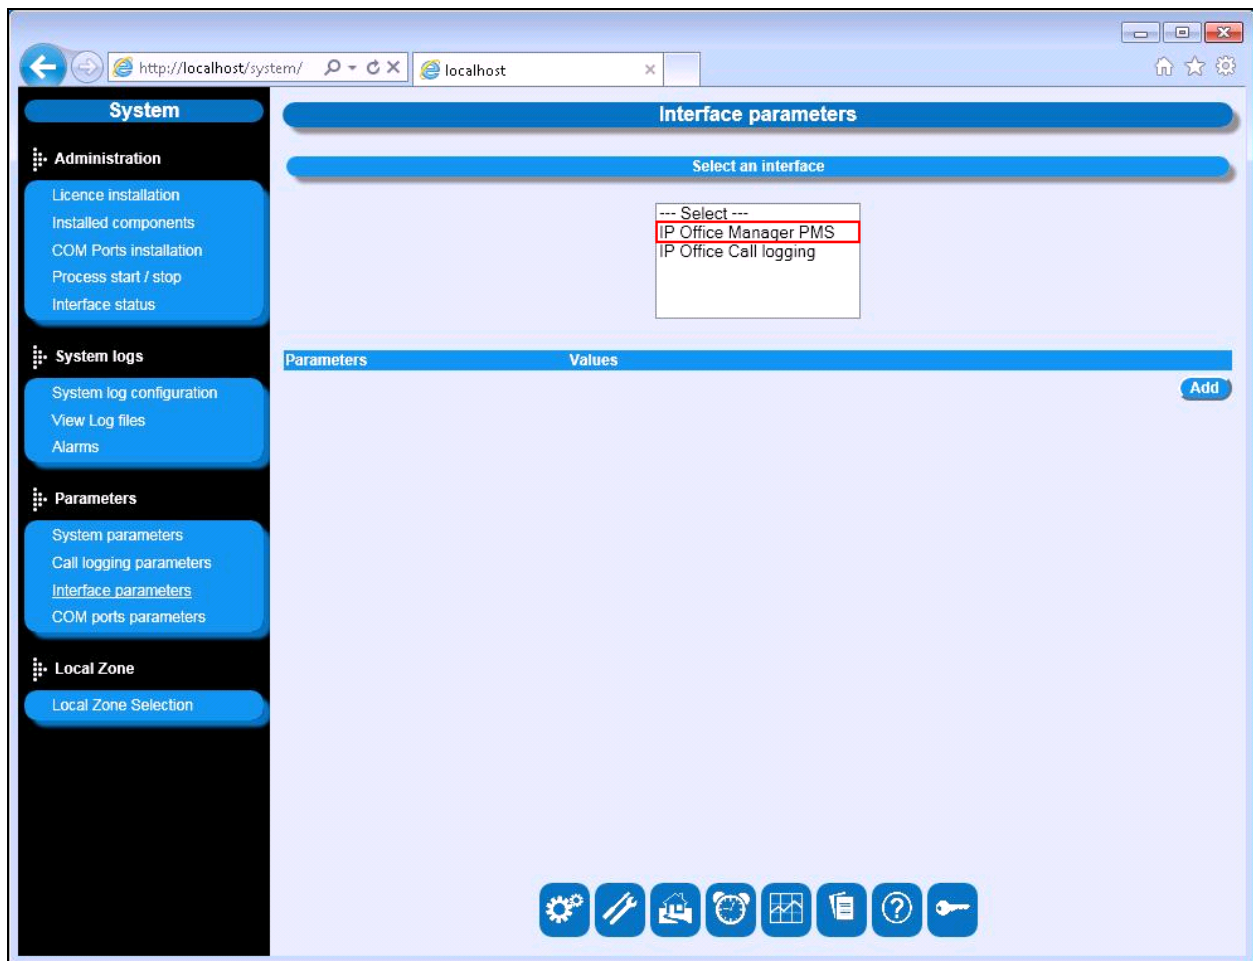 http://localhost/system/
localhost
System
Administration
Licence installation
Installed components
COM Ports installation
Process start / stop
Interface status
System logs
System log configuration
View Log files
Alarms
Parameters
System parameters
Call logging parameters
Interface parameters
COM ports parameters
Local Zone
Local Zone Selection
Interface parameters
Select an interface
--- Select ---
IP Office Manager PMS
IP Office Call logging
Parameters Values
Add